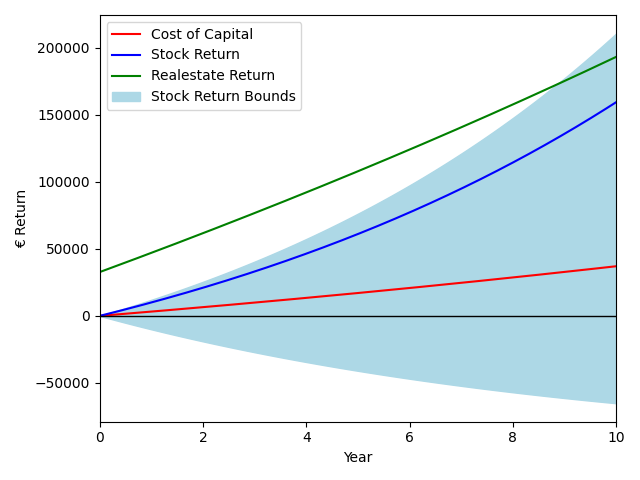 Cost of Capital
Stock Return
Realestate Return
Stock Return Bounds
200000
150000
100000
50000
0
−50000
€ Return
0 2 4 6 8 10
Year